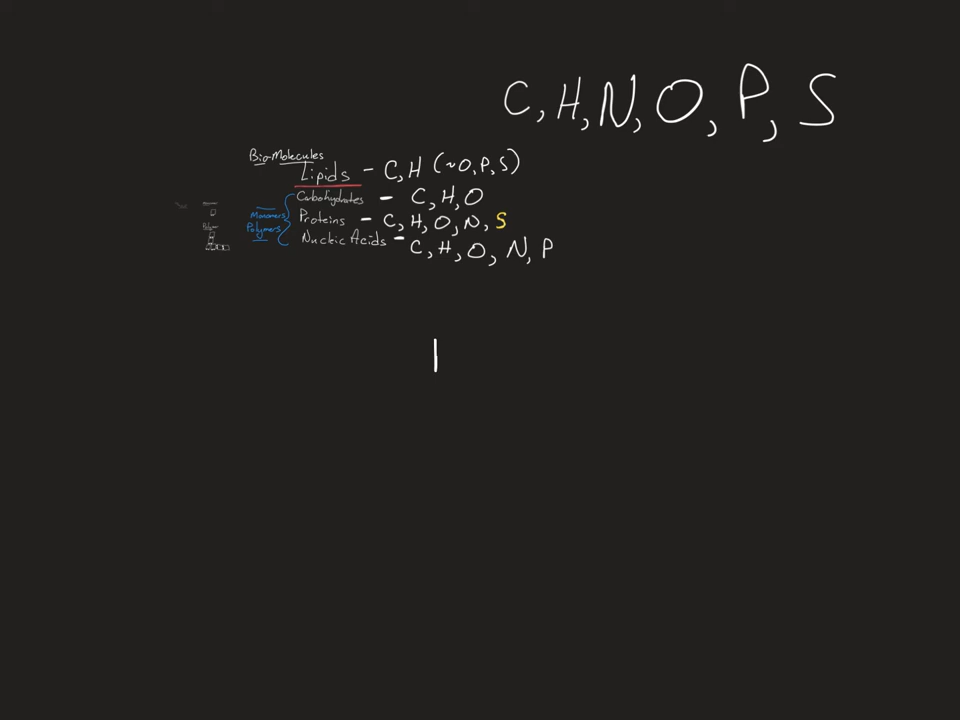 C, H, N, O, P, S
Bio-Molecules
Lipids - C, H (~O, P, S)
Carbohydrates - C, H, O
Monomers
Proteins - C, H, O, N, S
Polymers
Nucleic Acids - C, H, O, N, P